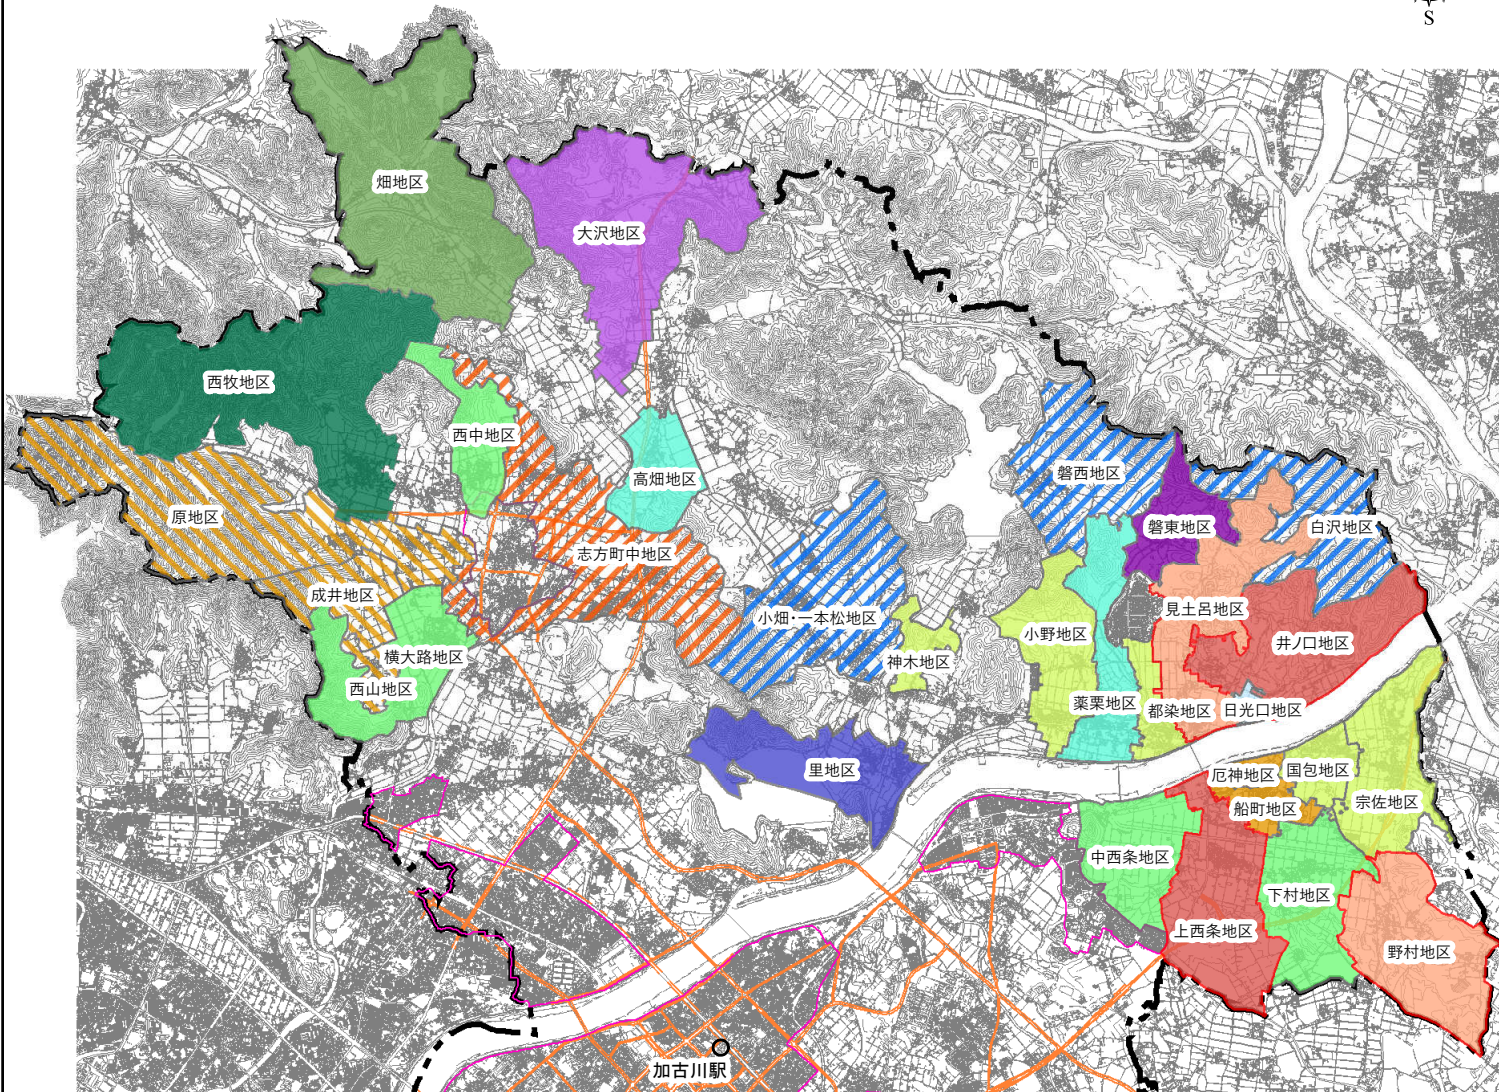 S
畑地区
大沢地区
西牧地区
西中地区
高畑地区
磐西地区
原地区
磐東地区
白沢地区
志方町中地区
成井地区
見土呂地区
小畑・一本松地区
小野地区
井ノ口地区
横大路地区
神木地区
西山地区
薬栗地区
都染地区
日光口地区
里地区
厄神地区
国包地区
船町地区
宗佐地区
中西条地区
下村地区
上西条地区
野村地区
加古川駅